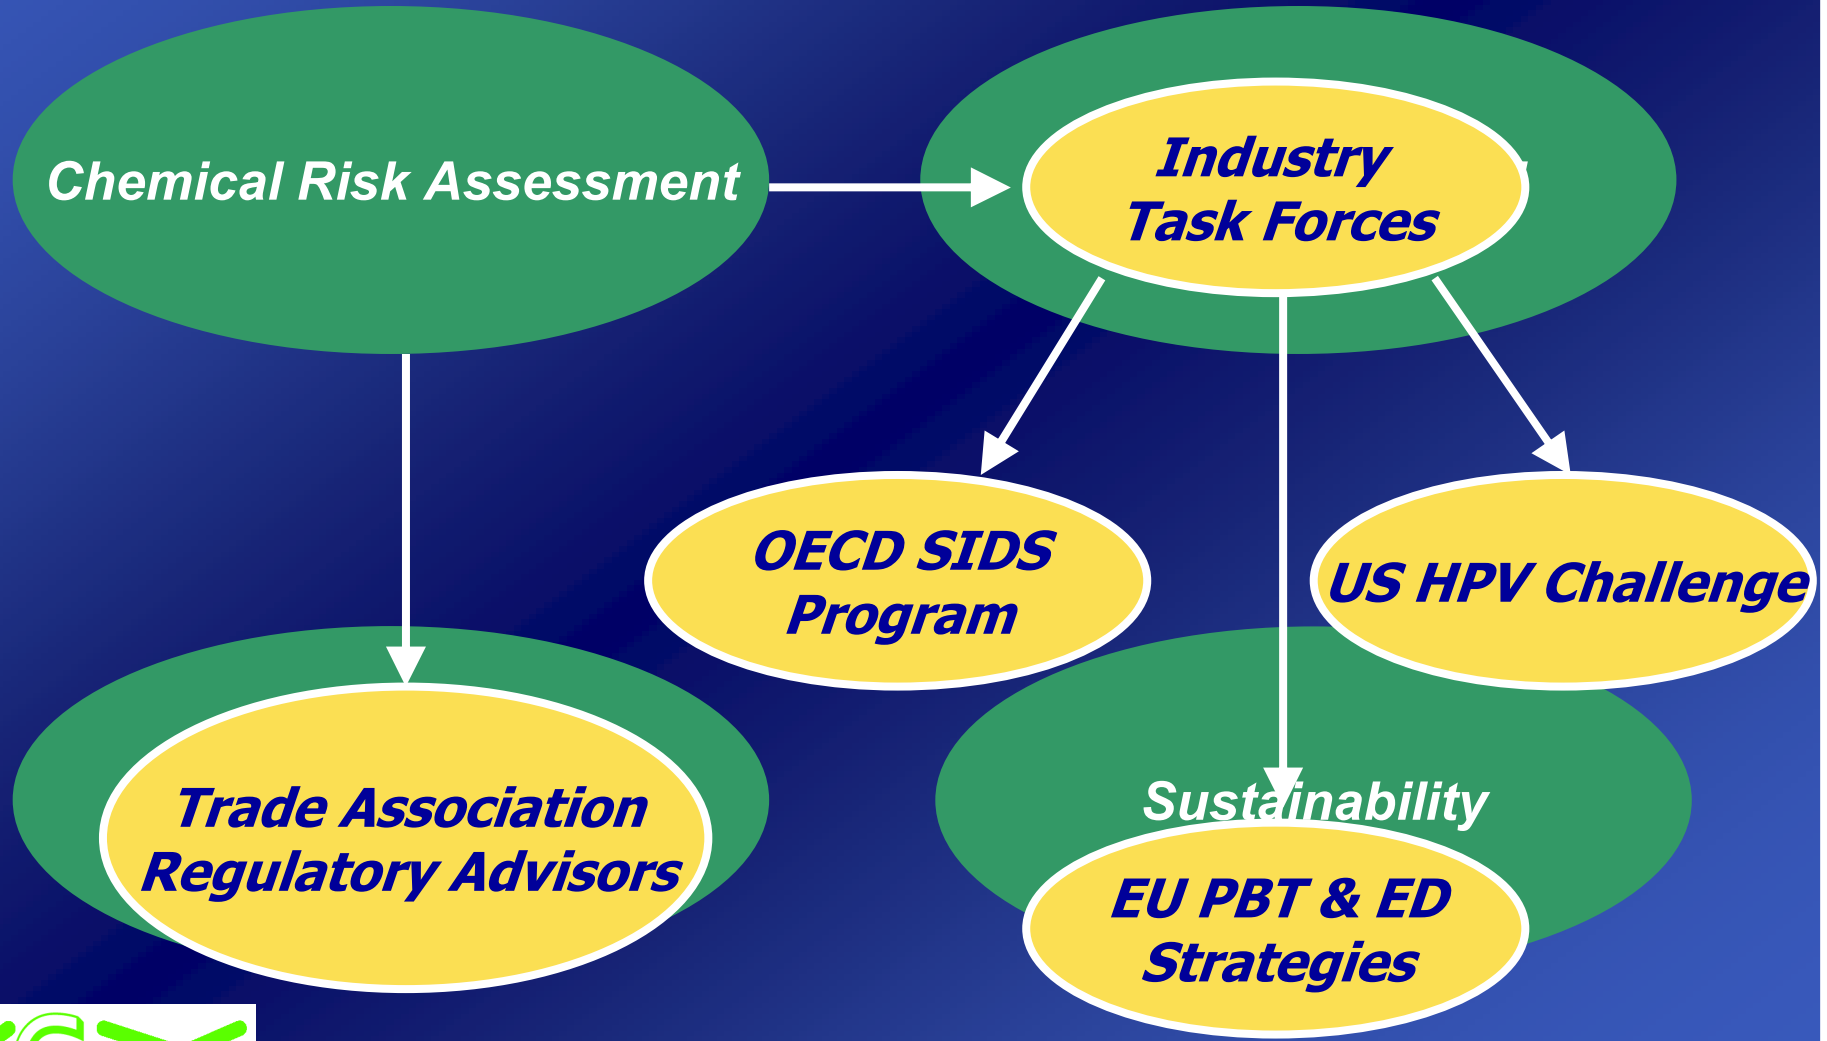 Chemical Risk Assessment
Industry
Task Forces
OECD SIDS
Program
US HPV Challenge
Trade Association
Regulatory Advisors
Sustainability
EU PBT & ED
Strategies